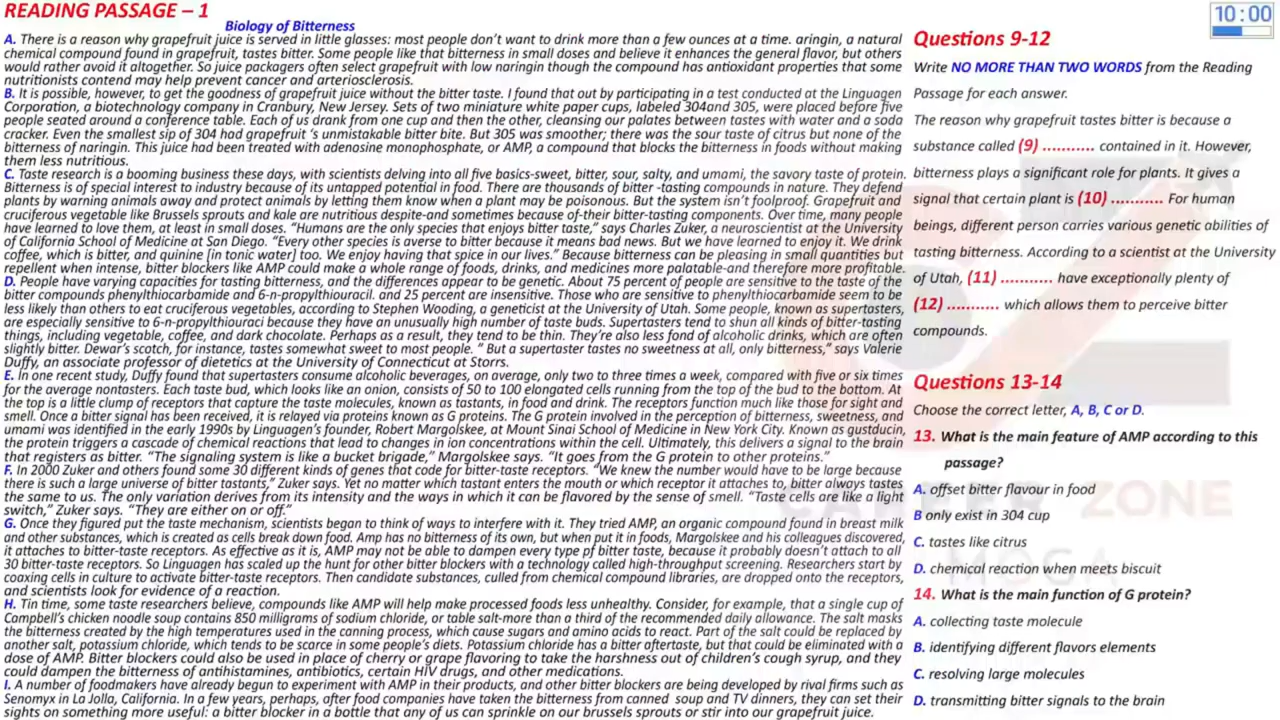 READING PASSAGE – 1
Biology of Bitterness
A. There is a reason why grapefruit juice is served in little glasses: most people don't want to drink more than a few ounces at a time. aringin, a natural
chemical compound found in grapefruit, tastes bitter. Some people like that bitterness in small doses and believe it enhances the general flavor, but others
would rather avoid it altogether. So juice packagers often select grapefruit with low naringin though the compound has antioxidant properties that some
nutritionists contend may help prevent cancer and arteriosclerosis.
B. It is possible, however, to get the goodness of grapefruit juice without the bitter taste. I found that out by participating in a test conducted at the Linguagen
Corporation, a biotechnology company in Cranbury, New Jersey. Sets of two miniature white paper cups, labeled 304and 305, were placed before five
people seated around a conference table. Each of us drank from one cup and then the other, cleansing our palates between tastes with water and a soda
cracker. Even the smallest sip of 304 had grapefruit 's unmistakable bitter bite. But 305 was smoother; there was the sour taste of citrus but none of the
bitterness of naringin. This juice had been treated with adenosine monophosphate, or AMP, a compound that blocks the bitterness in foods without making
them less nutritious.
C. Taste research is a booming business these days, with scientists delving into all five basics-sweet, bitter, sour, salty, and umami, the savory taste of protein.
Bitterness is of special interest to industry because of its untapped potential in food. There are thousands of bitter -tasting compounds in nature. They defend
plants by warning animals away and protect animals by letting them know when a plant may be poisonous. But the system isn't foolproof. Grapefruit and
cruciferous vegetable like Brussels sprouts and kale are nutritious despite-and sometimes because of-their bitter-tasting components. Over time, many people
have learned to love them, at least in small doses. "Humans are the only species that enjoys bitter taste," says Charles Zuker, a neuroscientist at the University
of California School of Medicine at San Diego. "Every other species is averse to bitter because it means bad news. But we have learned to enjoy it. We drink
coffee, which is bitter, and quinine [in tonic water] too. We enjoy having that spice in our lives." Because bitterness can be pleasing in small quantities but
repellent when intense, bitter blockers like AMP could make a whole range of foods, drinks, and medicines more palatable-and therefore more profitable.
D. People have varying capacities for tasting bitterness, and the differences appear to be genetic. About 75 percent of people are sensitive to the taste of the
bitter compounds phenylthiocarbamide and 6-n-propylthiouracil. and 25 percent are insensitive. Those who are sensitive to phenylthiocarbamide seem to be
less likely than others to eat cruciferous vegetables, according to Stephen Wooding, a geneticist at the University of Utah. Some people, known as supertasters,
are especially sensitive to 6-n-propylthiouraci because they have an unusually high number of taste buds. Supertasters tend to shun all kinds of bitter-tasting
things, including vegetable, coffee, and dark chocolate. Perhaps as a result, they tend to be thin. They're also less fond of alcoholic drinks, which are often
slightly bitter. Dewar's scotch, for instance, tastes somewhat sweet to most people. " But a supertaster tastes no sweetness at all, only bitterness," says Valerie
Duffy, an associate professor of dietetics at the University of Connecticut at Storrs.
E. In one recent study, Duffy found that supertsters consume alcoholic beverages, on average, only two to three times a week, compared with five or six times
for the average nontasters. Each taste bud, which looks like an onion, consists of 50 to 100 elongated cells running from the top of the bud to the bottom. At
the top is a little clump of receptors that capture the taste molecules, known as tastants, in food and drink. The receptors function much like those for sight and
smell. Once a bitter signal has been received, it is relayed via proteins known as G proteins. The G protein involved in the perception of bitterness, sweetness, and
umami was identified in the early 1990s by Linguagen's founder, Robert Margolskee, at Mount Sinai School of Medicine in New York City. Known as gustducin,
the protein triggers a cascade of chemical reactions that lead to changes in ion concentrations within the cell. Ultimately, this delivers a signal to the brain
that registers as bitter. "The signaling system is like a bucket brigade," Margolskee says. "It goes from the G protein to other proteins."
F. In 2000 Zuker and others found some 30 different kinds of genes that code for bitter-taste receptors. "We knew the number would have to be large because
there is such a large universe of bitter tastants," Zuker says. Yet no matter which tastant enters the mouth or which receptor it attaches to, bitter always tastes
the same to us. The only variation derives from its intensity and the ways in which it can be flavored by the sense of smell. "Taste cells are like a light
switch," Zuker says. "They are either on or off."
G. Once they figured put the taste mechanism, scientists began to think of ways to interfere with it. They tried AMP, an organic compound found in breast milk
and other substances, which is created as cells break down food. Amp has no bitterness of its own, but when put it in foods, Margolskee and his colleagues discovered,
it attaches to bitter-taste receptors. As effective as it is, AMP may not be able to dampen every type pf bitter taste, because it probably doesn't attach to all
30 bitter-taste receptors. So Linguagen has scaled up the hunt for other bitter blockers with a technology called high-throughput screening. Researchers start by
coaxing cells in culture to activate bitter-taste receptors. Then candidate substances, culled from chemical compound libraries, are dropped onto the receptors,
and scientists look for evidence of a reaction.
H. Tin time, some taste researchers believe, compounds like AMP will help make processed foods less unhealthy. Consider, for example, that a single cup of
Campbell's chicken noodle soup contains 850 milligrams of sodium chloride, or table salt-more than a third of the recommended daily allowance. The salt masks
the bitterness created by the high temperatures used in the canning process, which cause sugars and amino acids to react. Part of the salt could be replaced by
another salt, potassium chloride, which tends to be scarce in some people's diets. Potassium chloride has a bitter aftertaste, but that could be eliminated with a
dose of AMP. Bitter blockers could also be used in place of cherry or grape flavoring to take the harshness out of children's cough syrup, and they
could dampen the bitterness of antihistamines, antibiotics, certain HIV drugs, and other medications.
I. A number of foodmakers have already begun to experiment with AMP in their products, and other bitter blockers are being developed by rival firms such as
Senomyx in La Jolla, California. In a few years, perhaps, after food companies have taken the bitterness from canned soup and TV dinners, they can set their
sights on something more useful: a bitter blocker in a bottle that any of us can sprinkle on our brussels sprouts or stir into our grapefruit juice.
10:00
Questions 9-12
Write NO MORE THAN TWO WORDS from the Reading
Passage for each answer.
The reason why grapefruit tastes bitter is because a
substance called (9) ........... contained in it. However,
bitterness plays a significant role for plants. It gives a
signal that certain plant is (10) ........... For human
beings, different person carries various genetic abilities of
tasting bitterness. According to a scientist at the University
of Utah, (11) ........... have exceptionally plenty of
(12) ........... which allows them to perceive bitter
compounds.
Questions 13-14
Choose the correct letter, A, B, C or D.
13. What is the main feature of AMP according to this
passage?
A. offset bitter flavour in food
B only exist in 304 cup
C. tastes like citrus
D. chemical reaction when meets biscuit
14. What is the main function of G protein?
A. collecting taste molecule
B. identifying different flavors elements
C. resolving large molecules
D. transmitting bitter signals to the brain
ZONE
MOGA